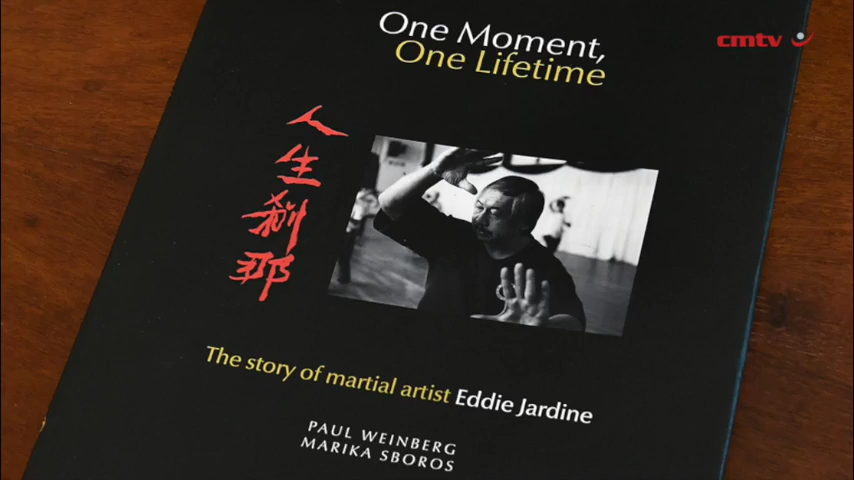 One Moment,
One Lifetime
cmtv
人生刹那
The story of martial artist Eddie Jardine
PAUL WEINBERG
MARIKA SBOROS